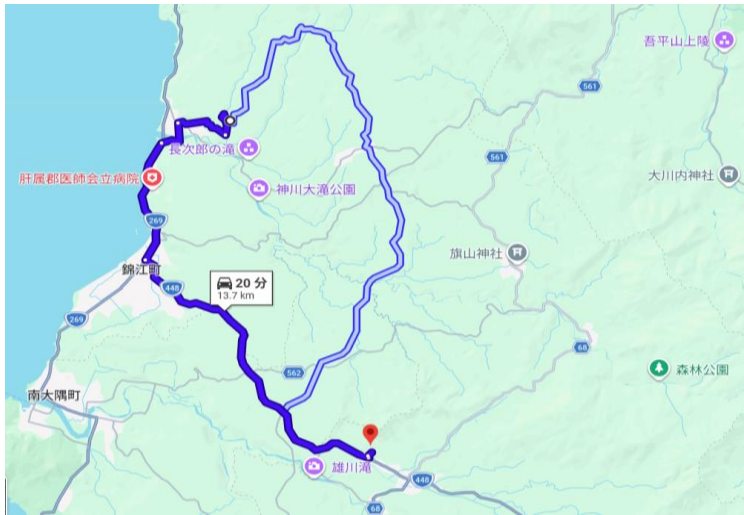 吾平山上陵
561
561
長次郎の滝
肝属郡医師会立病院
神川大滝公園
大川内神社
269
旗山神社
錦江町
448
20 分
13.7 km
269
68
562
森林公園
南大隅町
雄川滝
448
68